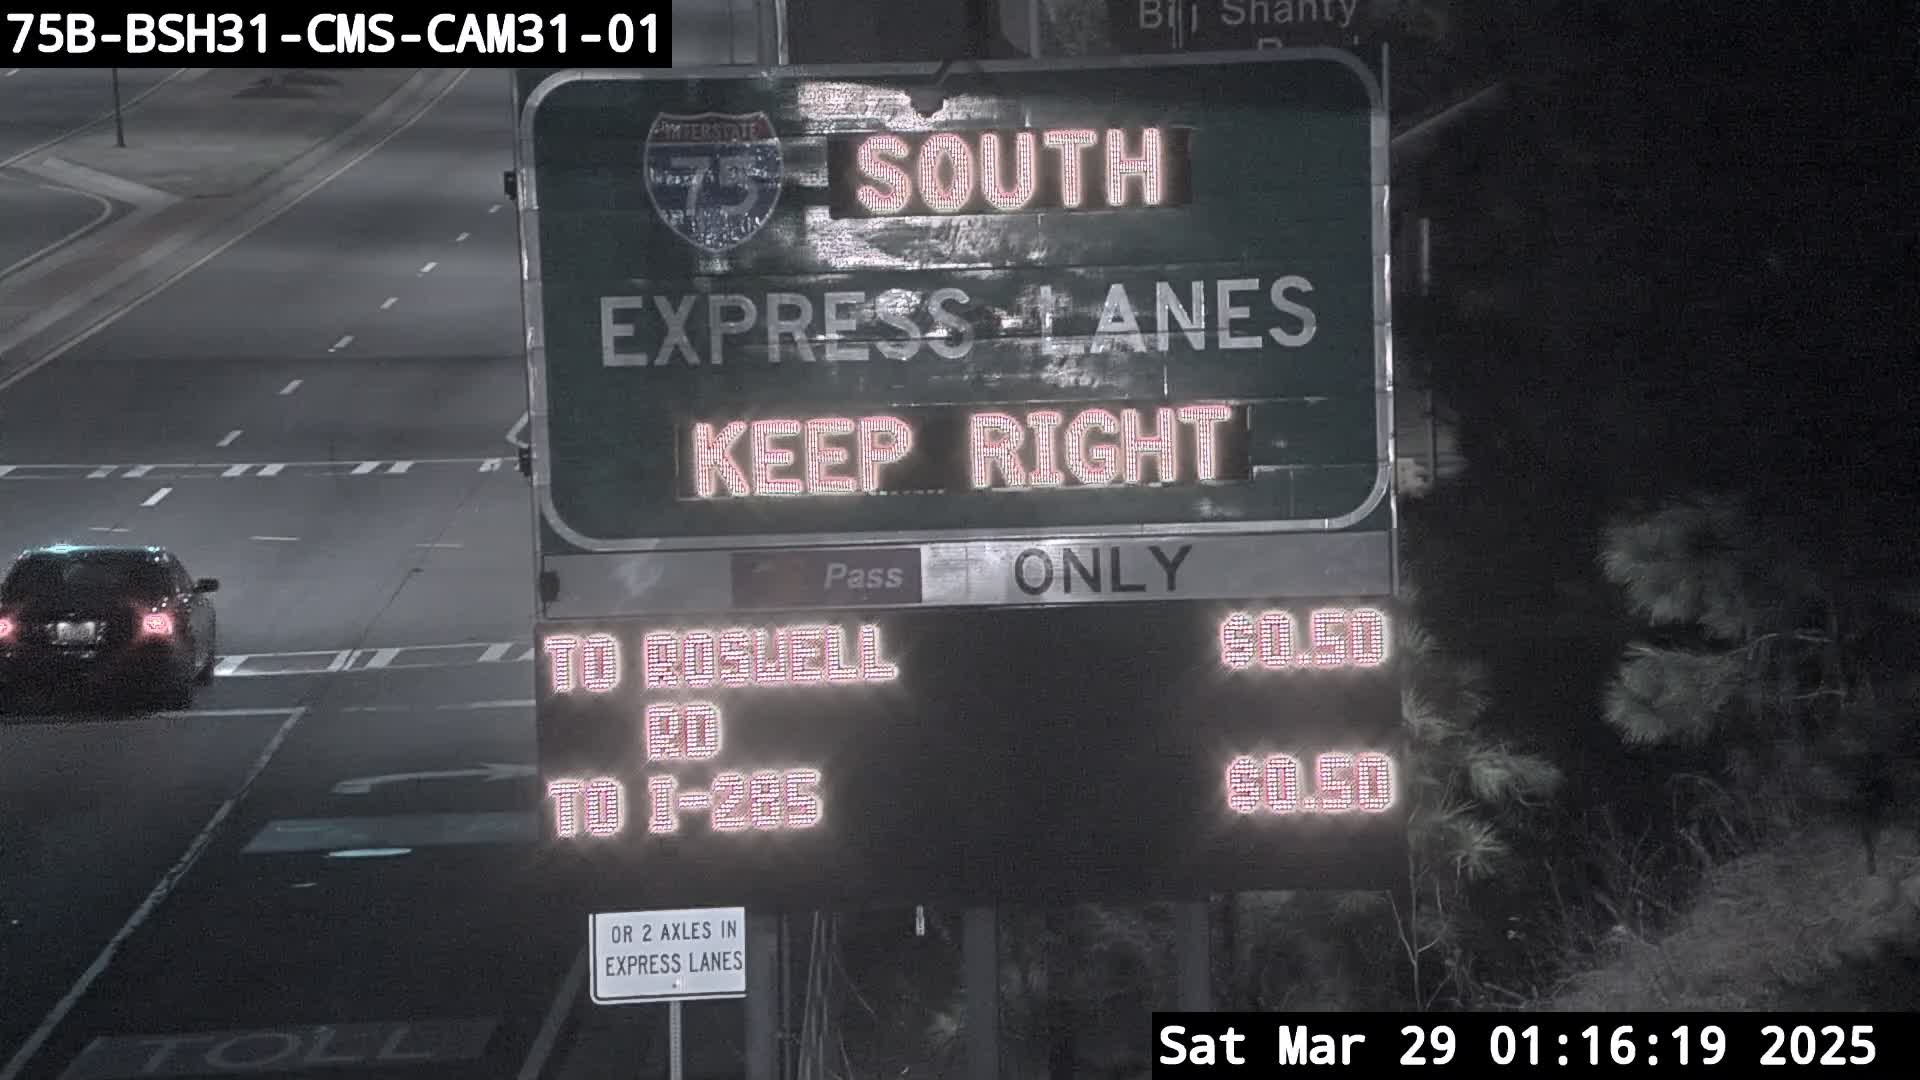 75B-BSH31-CMS-CAM31-01
Shanty
INTERSTATE
75
SOUTH
EXPRESS LANES
KEEP RIGHT
Pass
ONLY
TO ROSWELL
$0.50
RD
TO I-285
$0.50
OR 2 AXLES IN
EXPRESS LANES
TOLL
Sat Mar 29 01:16:19 2025